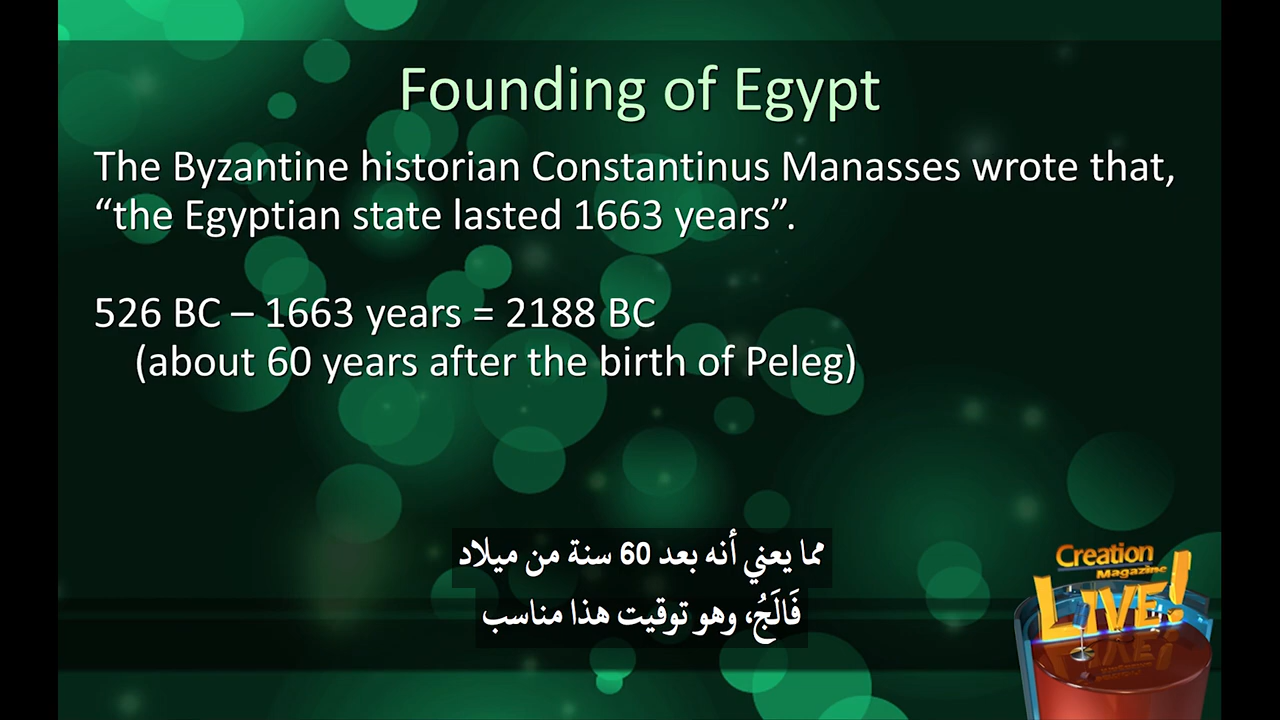 Founding of Egypt
The Byzantine historian Constantinus Manasses wrote that,
“the Egyptian state lasted 1663 years”.
526 BC – 1663 years = 2188 BC
(about 60 years after the birth of Peleg)
مما يعني أنه بعد 60 سنة من ميلاد
فَالَجُ، وهو توقيت هذا مناسب
Creation
Magazine
LIVE!